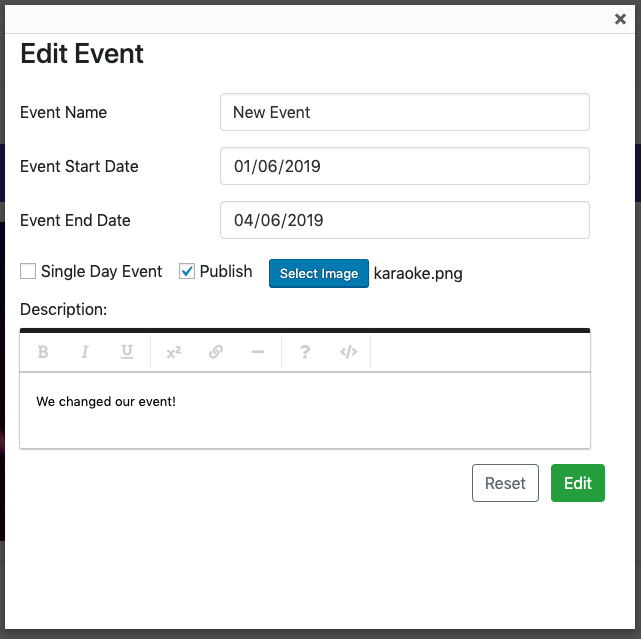 ×
Edit Event
Event Name New Event
Event Start Date 01/06/2019
Event End Date 04/06/2019
Single Day Event Publish Select Image karaoke.png
Description:
B I U x² ? </>
We changed our event!
Reset Edit